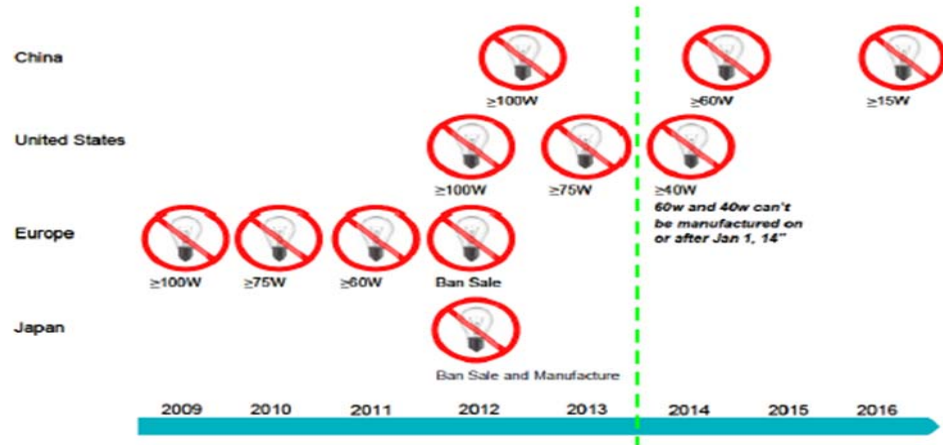 China
≥100W
≥60W
≥15W
United States
≥100W
≥75W
≥40W
60w and 40w can't
be manufactured on
or after Jan 1, 14"
Europe
≥100W
≥75W
≥60W
Ban Sale
Japan
Ban Sale and Manufacture
2009 2010 2011 2012 2013 2014 2015 2016